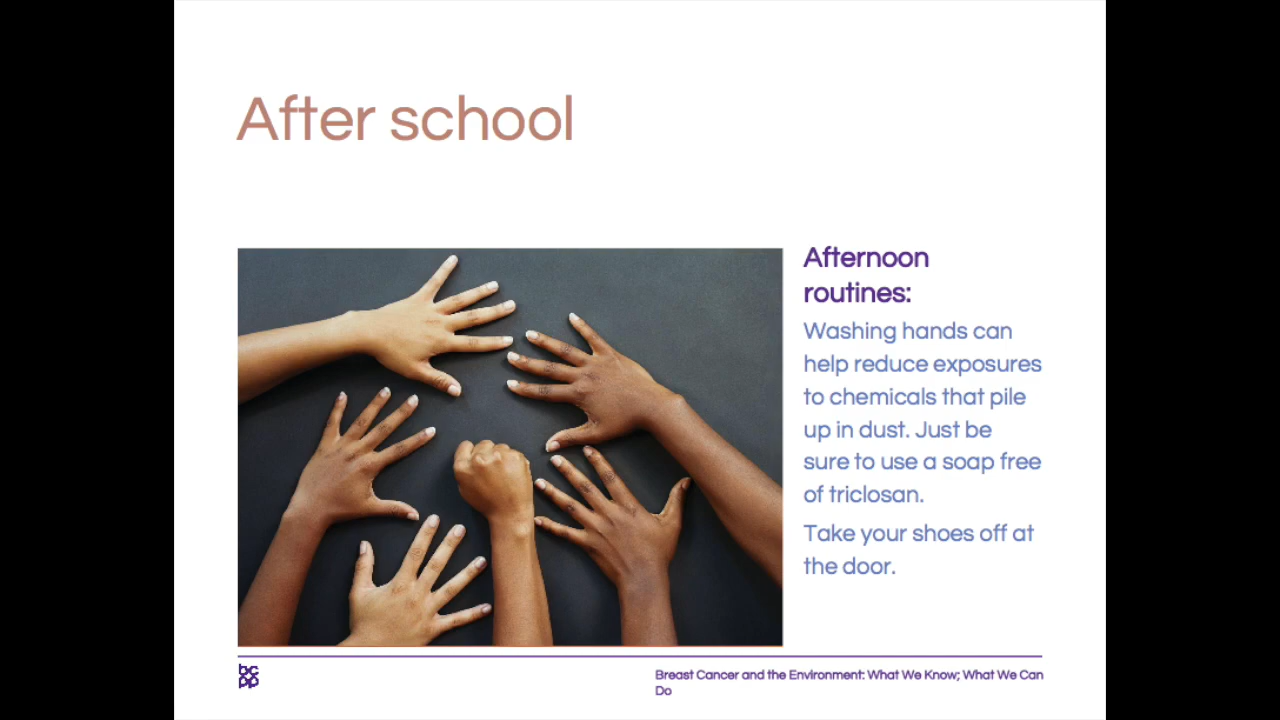 After school
Afternoon
routines:
Washing hands can
help reduce exposures
to chemicals that pile
up in dust. Just be
sure to use a soap free
of triclosan.
Take your shoes off at
the door.
bc
pp
Breast Cancer and the Environment: What We Know; What We Can
Do